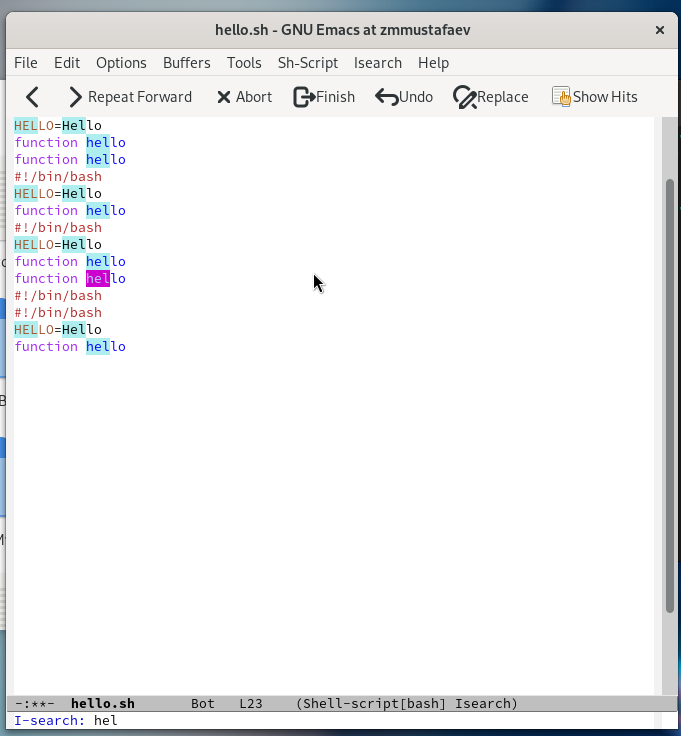 hello.sh - GNU Emacs at zmmustafaev ×
File Edit Options Buffers Tools Sh-Script Isearch Help
Repeat Forward Abort Finish Undo Replace Show Hits
HELLO=Hello
function hello
function hello
#!/bin/bash
HELLO=Hello
function hello
#!/bin/bash
HELLO=Hello
function hello
function hello
#!/bin/bash
#!/bin/bash
HELLO=Hello
function hello
-:**- hello.sh Bot L23 (Shell-script[bash] Isearch)
I-search: hel